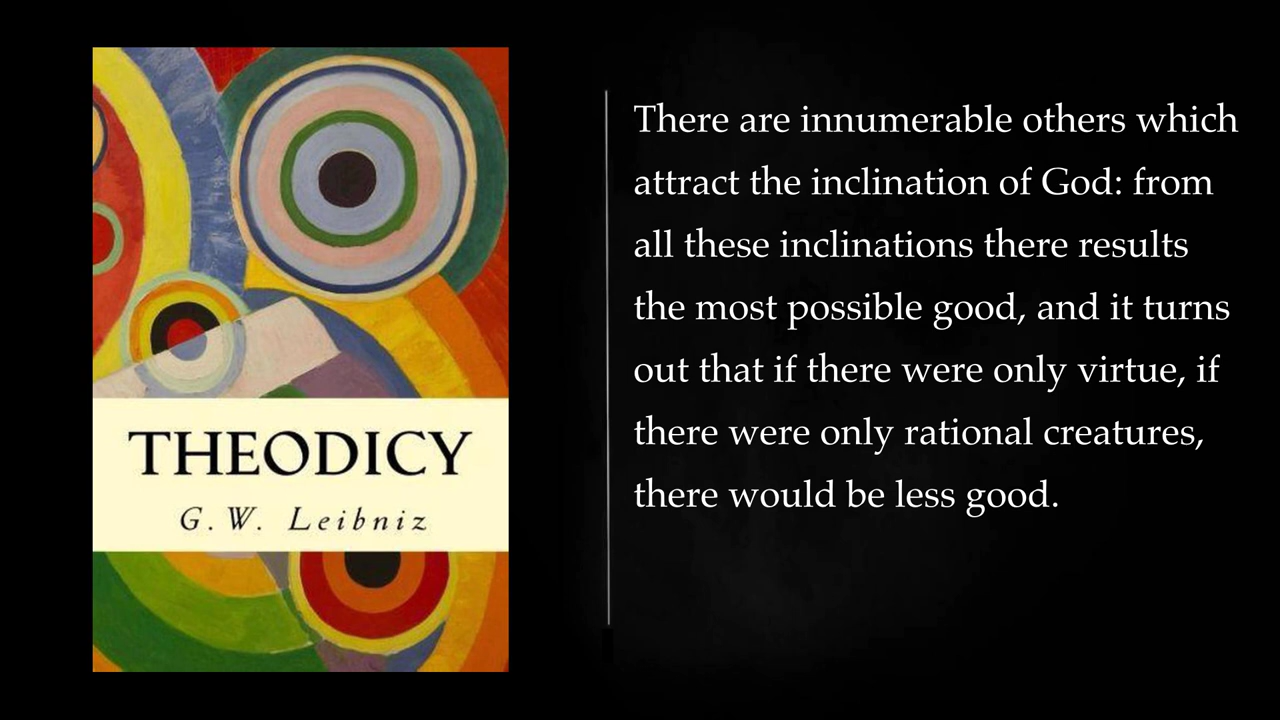 THEODICY
G.W. Leibniz
There are innumerable others which
attract the inclination of God: from
all these inclinations there results
the most possible good, and it turns
out that if there were only virtue, if
there were only rational creatures,
there would be less good.